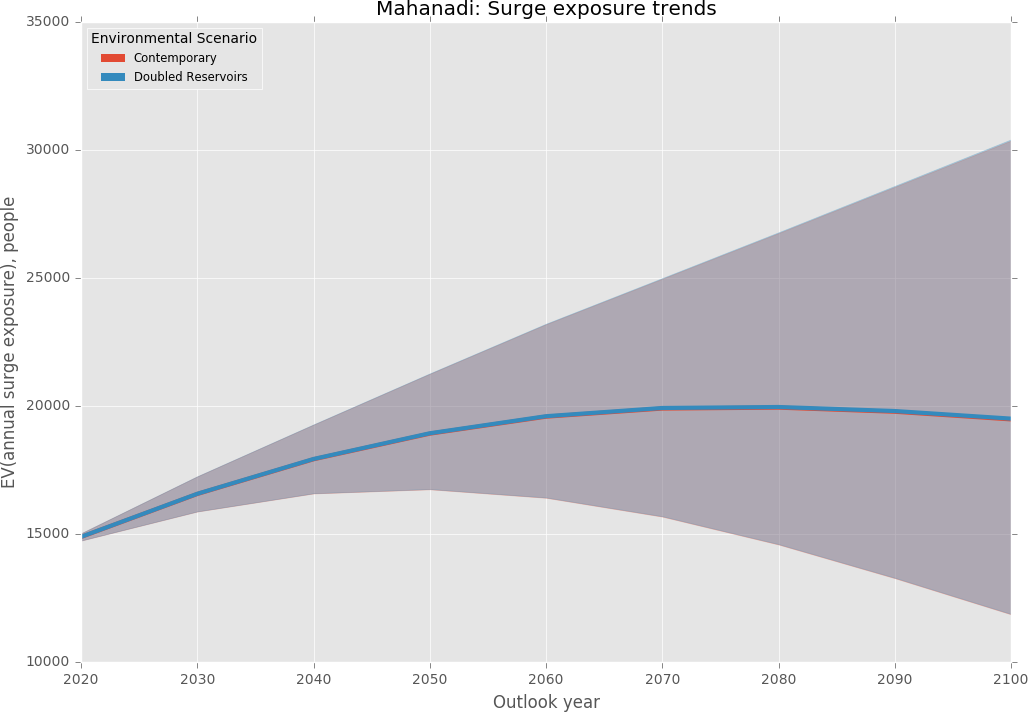 Mahanadi: Surge exposure trends
35000
Environmental Scenario
Contemporary
Doubled Reservoirs
30000
25000
20000
15000
10000
EV(annual surge exposure), people
2020 2030 2040 2050 2060 2070 2080 2090 2100
Outlook year